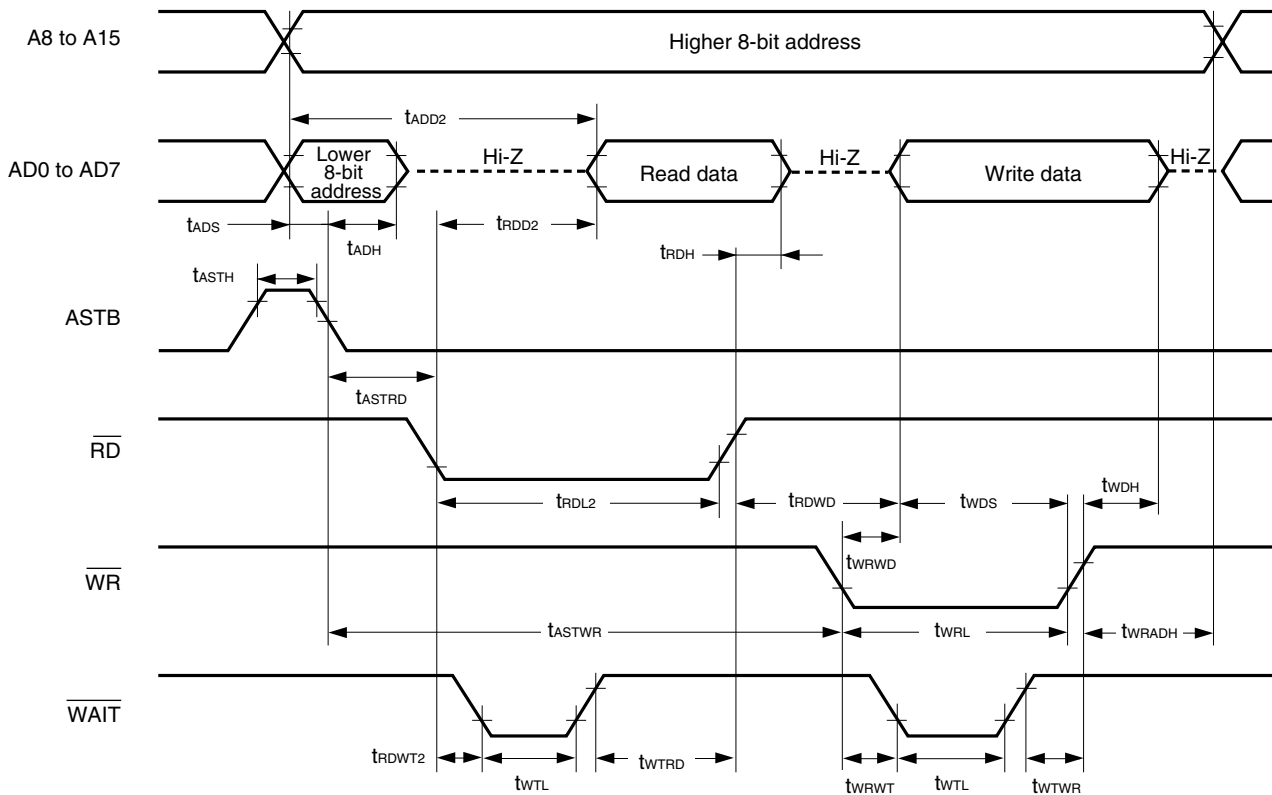 A8 to A15
Higher 8-bit address
tADD2
AD0 to AD7
Lower
8-bit
address
Hi-Z
Read data
Hi-Z
Write data
Hi-Z
tADS
tADH
tRDD2
tRDH
tASTH
ASTB
tASTRD
RD
tRDL2
tRDWD
tWDS
tWDH
WR
tWRWD
tASTWR
tWRL
tWRADH
WAIT
tRDWT2
tWTL
tWTRD
tWRWT
tWTL
tWTWR